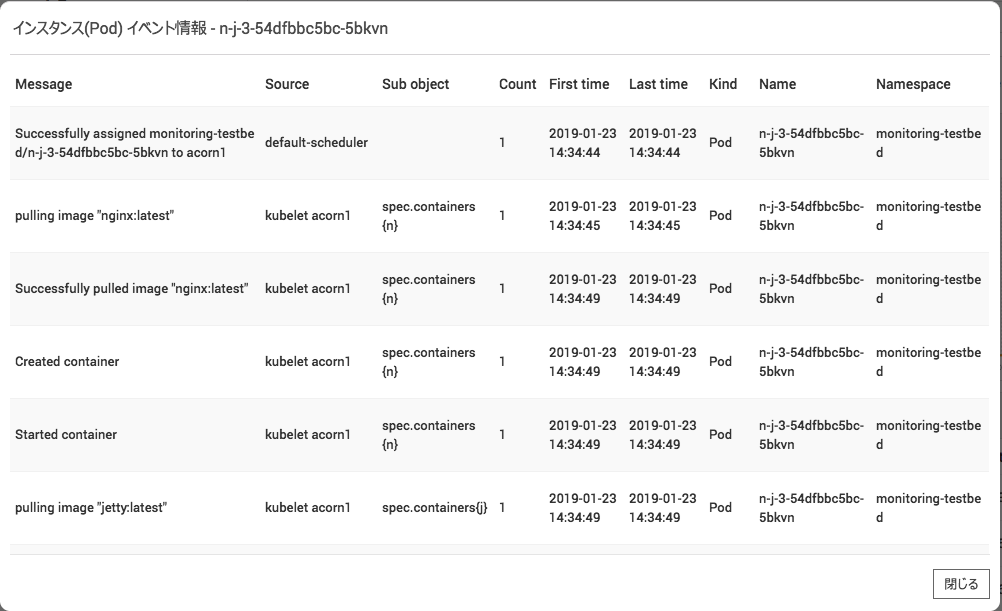 インスタンス(Pod) イベント情報 - n-j-3-54dfbbc5bc-5bkvn
Message Source Sub object Count First time Last time Kind Name Namespace
Successfully assigned monitoring-testbe
d/n-j-3-54dfbbc5bc-5bkvn to acorn1
default-scheduler
1
2019-01-23
14:34:44
2019-01-23
14:34:44
Pod
n-j-3-54dfbbc5bc-
5bkvn
monitoring-testbe
d
pulling image "nginx:latest"
kubelet acorn1
spec.containers
{n}
1
2019-01-23
14:34:45
2019-01-23
14:34:45
Pod
n-j-3-54dfbbc5bc-
5bkvn
monitoring-testbe
d
Successfully pulled image "nginx:latest"
kubelet acorn1
spec.containers
{n}
1
2019-01-23
14:34:49
2019-01-23
14:34:49
Pod
n-j-3-54dfbbc5bc-
5bkvn
monitoring-testbe
d
Created container
kubelet acorn1
spec.containers
{n}
1
2019-01-23
14:34:49
2019-01-23
14:34:49
Pod
n-j-3-54dfbbc5bc-
5bkvn
monitoring-testbe
d
Started container
kubelet acorn1
spec.containers
{n}
1
2019-01-23
14:34:49
2019-01-23
14:34:49
Pod
n-j-3-54dfbbc5bc-
5bkvn
monitoring-testbe
d
pulling image "jetty:latest"
kubelet acorn1
spec.containers{j}
1
2019-01-23
14:34:49
2019-01-23
14:34:49
Pod
n-j-3-54dfbbc5bc-
5bkvn
monitoring-testbe
d
閉じる